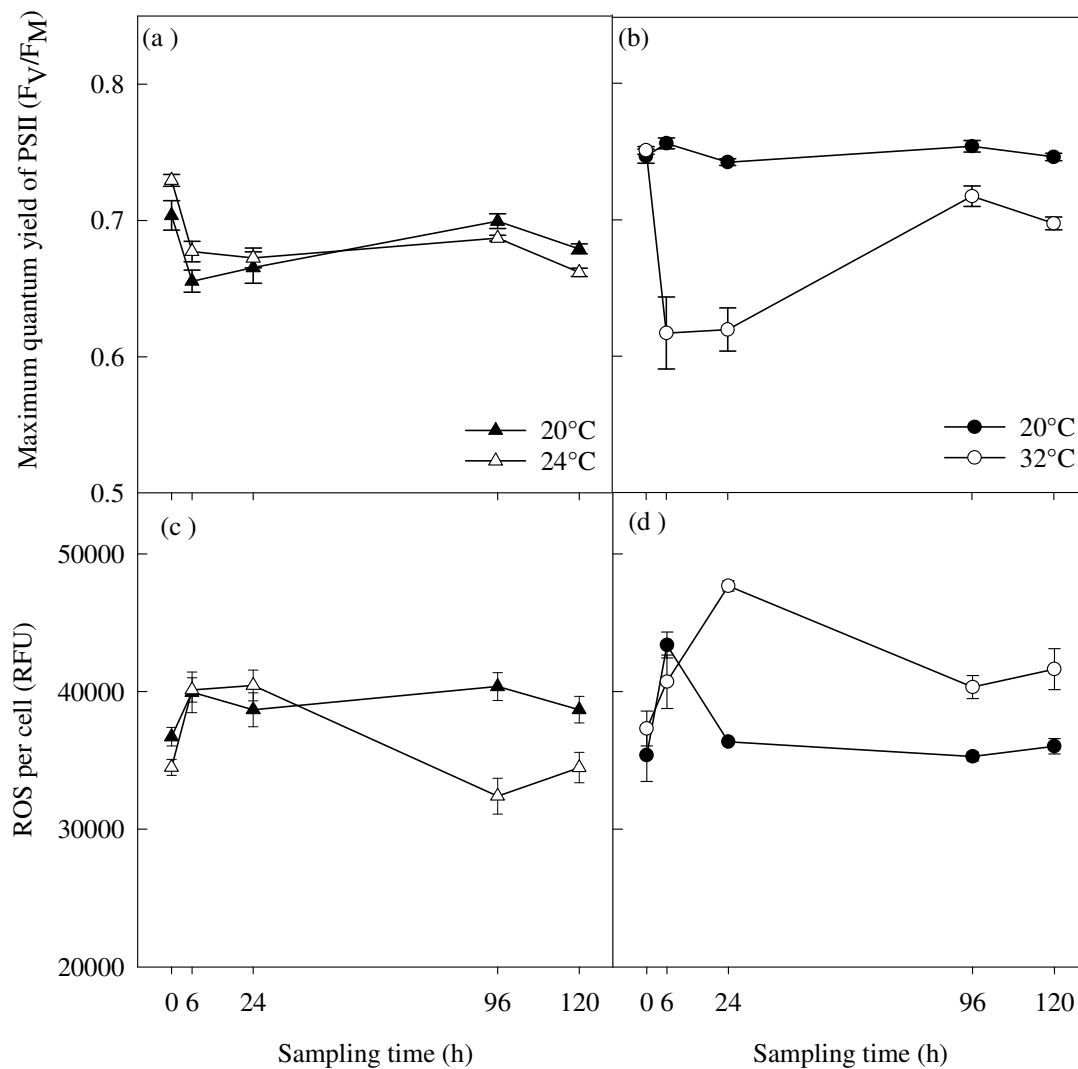 (a )
(b)
Maximum quantum yield of PSII (FV/FM)
0.8
0.7
0.6
0.5
20°C
24°C
20°C
32°C
(c )
(d )
ROS per cell (RFU)
50000
40000
30000
20000
0 6 24 96 120
0 6 24 96 120
Sampling time (h)
Sampling time (h)